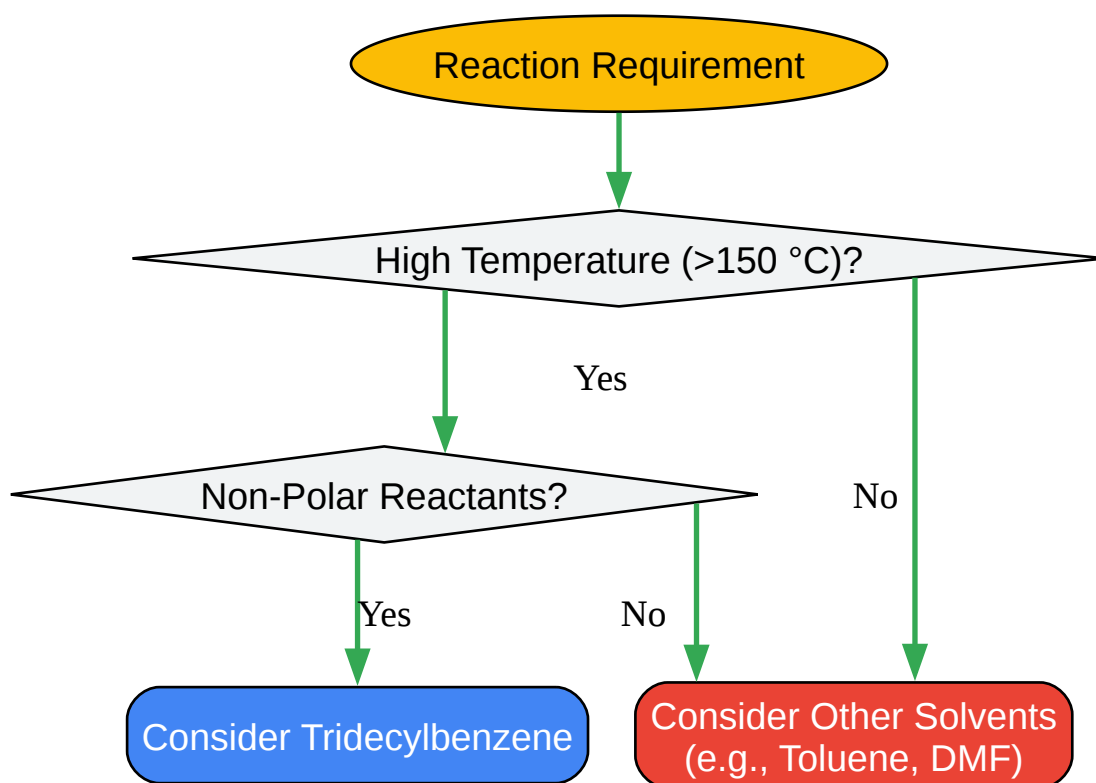 Reaction Requirement
High Temperature (>150 °C)?
Yes
Non-Polar Reactants?
No
Yes
No
Consider Tridecylbenzene
Consider Other Solvents
(e.g., Toluene, DMF)